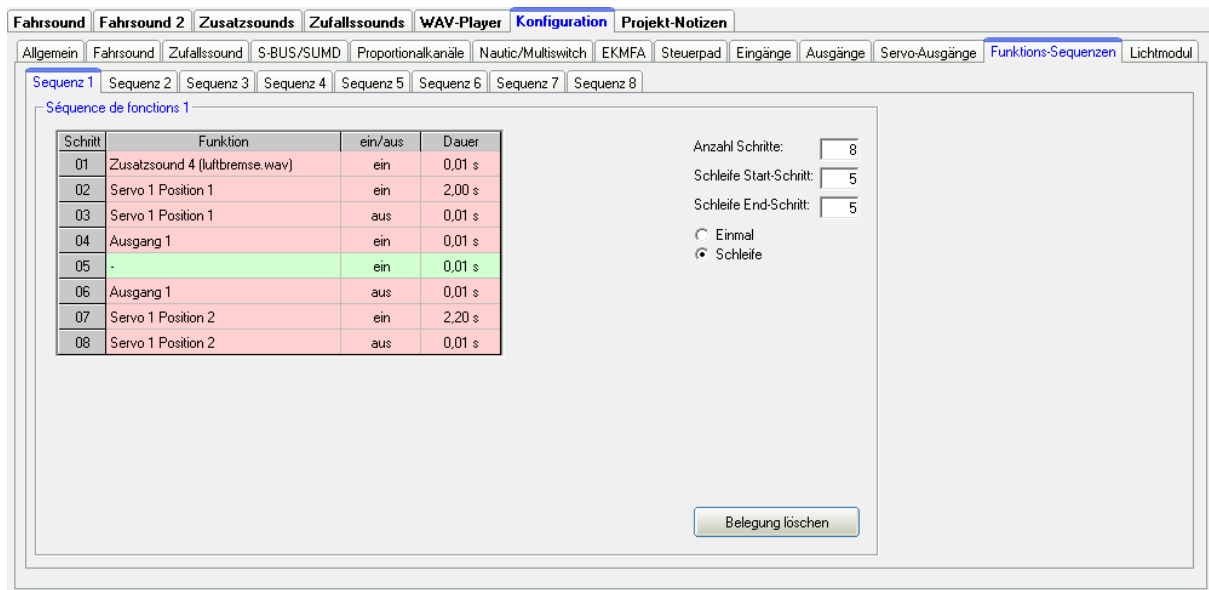 Fahrsound Fahrsound 2 Zusatzsounds Zufallssounds WAV-Player Konfiguration Projekt-Notizen
Allgemein Fahrsound Zufallssound S-BUS/SUMD Proportionalkanäle Nautic/Multiswitch EKMFA Steuerpad Eingänge Ausgänge Servo-Ausgänge Funktions-Sequenzen Lichtmodul
Sequenz 1 Sequenz 2 Sequenz 3 Sequenz 4 Sequenz 5 Sequenz 6 Sequenz 7 Sequenz 8
Séquence de fonctions 1
Schritt Funktion ein/aus Dauer
01 Zusatzsound 4 (luftbremse.wav) ein 0,01 s
02 Servo 1 Position 1 ein 2,00 s
03 Servo 1 Position 1 aus 0,01 s
04 Ausgang 1 ein 0,01 s
05 - ein 0,01 s
06 Ausgang 1 aus 0,01 s
07 Servo 1 Position 2 ein 2,20 s
08 Servo 1 Position 2 aus 0,01 s
Anzahl Schritte: 8
Schleife Start-Schritt: 5
Schleife End-Schritt: 5
Einmal
Schleife
Belegung löschen